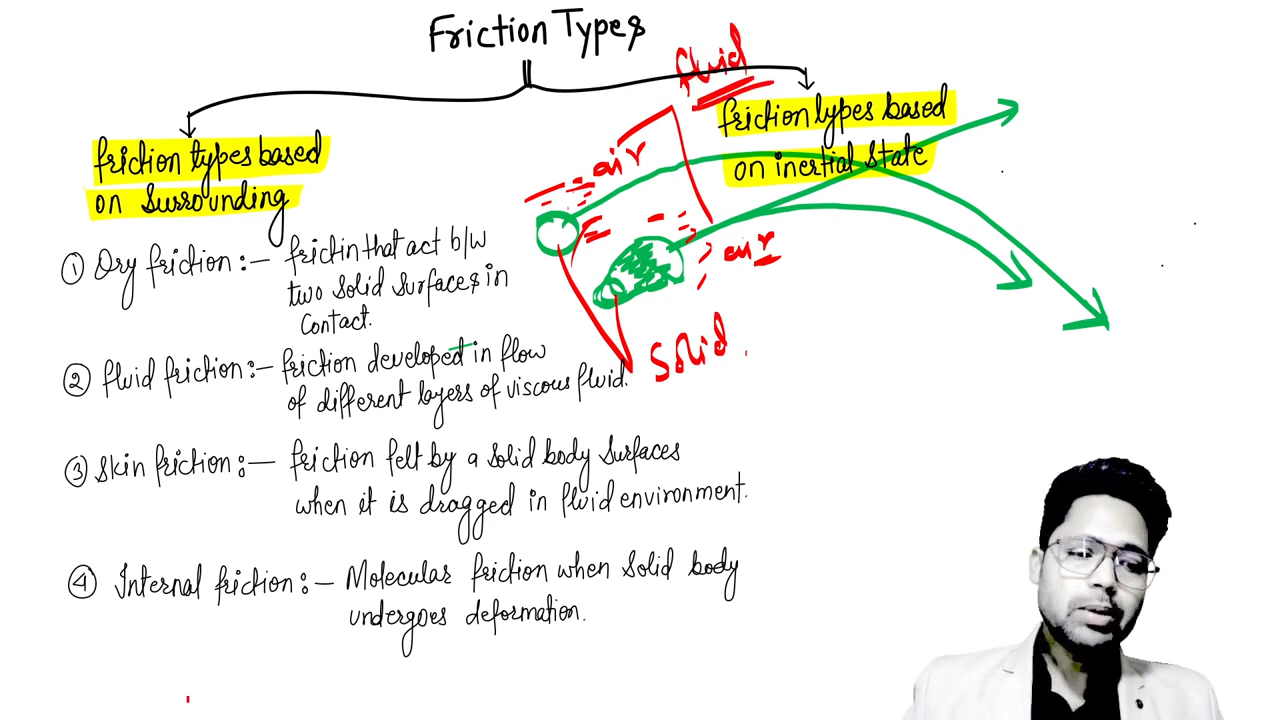 Friction Types
fluid
friction types based
on surrounding
friction types based
on inertial state
air
air
solid
① Dry friction :- frictin that act b/w
two solid surfaces in
contact.
② fluid friction :- friction developed in flow
of different layers of viscous fluid.
③ Skin friction :- friction felt by a solid body surfaces
when it is dragged in fluid environment.
④ Internal friction :- Molecular friction when solid body
undergoes deformation.